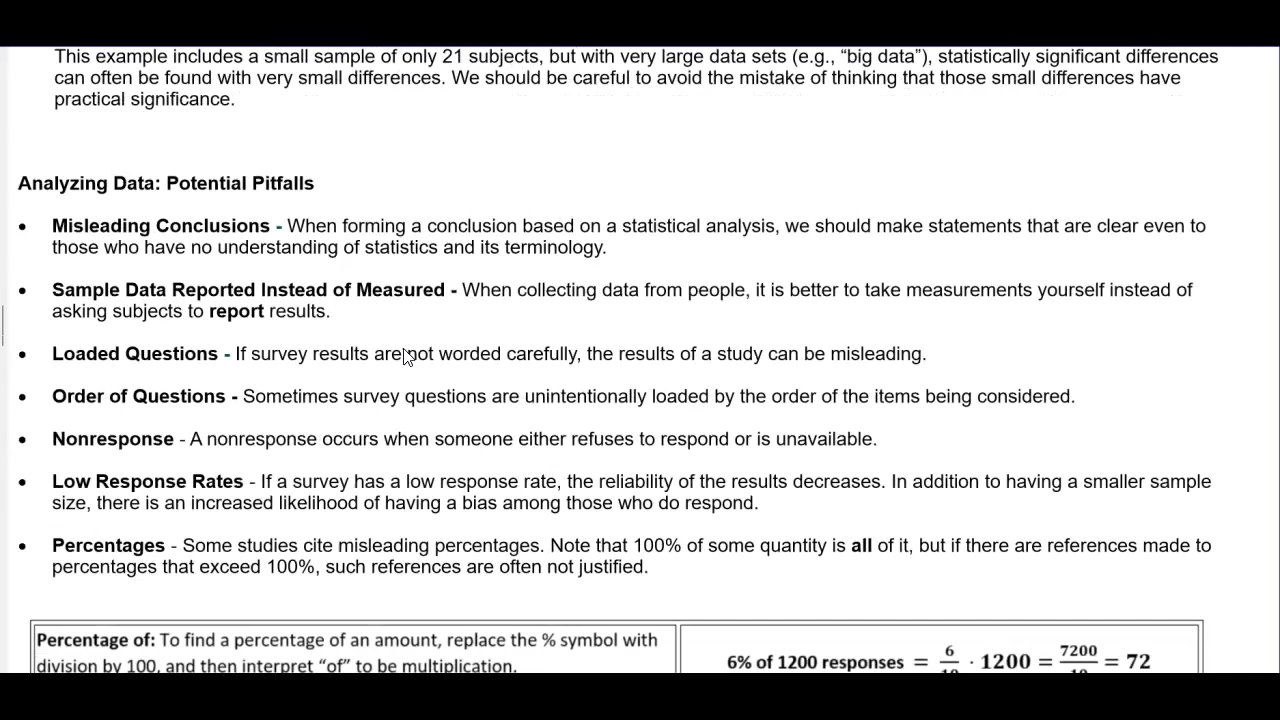 This example includes a small sample of only 21 subjects, but with very large data sets (e.g., “big data”), statistically significant differences
can often be found with very small differences. We should be careful to avoid the mistake of thinking that those small differences have
practical significance.
Analyzing Data: Potential Pitfalls
• Misleading Conclusions - When forming a conclusion based on a statistical analysis, we should make statements that are clear even to
those who have no understanding of statistics and its terminology.
• Sample Data Reported Instead of Measured - When collecting data from people, it is better to take measurements yourself instead of
asking subjects to report results.
• Loaded Questions - If survey results are not worded carefully, the results of a study can be misleading.
• Order of Questions - Sometimes survey questions are unintentionally loaded by the order of the items being considered.
• Nonresponse - A nonresponse occurs when someone either refuses to respond or is unavailable.
• Low Response Rates - If a survey has a low response rate, the reliability of the results decreases. In addition to having a smaller sample
size, there is an increased likelihood of having a bias among those who do respond.
• Percentages - Some studies cite misleading percentages. Note that 100% of some quantity is all of it, but if there are references made to
percentages that exceed 100%, such references are often not justified.
Percentage of: To find a percentage of an amount, replace the % symbol with
division by 100, and then interpret “of” to be multiplication.
6% of 1200 responses = 6/ · 1200 = 7200/ = 72